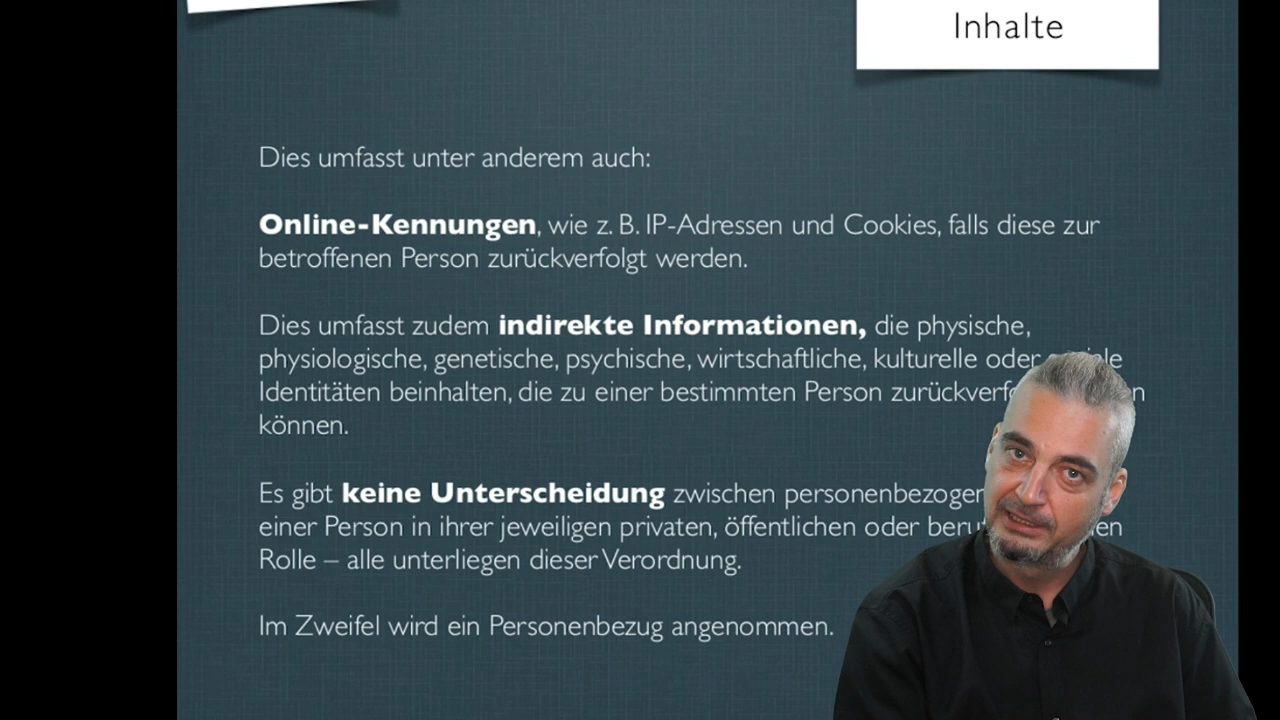 Inhalte
Dies umfasst unter anderem auch:
Online-Kennungen, wie z. B. IP-Adressen und Cookies, falls diese zur
betroffenen Person zurückverfolgt werden.
Dies umfasst zudem indirekte Informationen, die physische,
physiologische, genetische, psychische, wirtschaftliche, kulturelle oder
Identitäten beinhalten, die zu einer bestimmten Person
können.
Es gibt keine Unterscheidung zwischen
einer Person in ihrer jeweiligen privaten, öffentlichen oder
Rolle – alle unterliegen dieser Verordnung.
Im Zweifel wird ein Personenbezug angenommen.